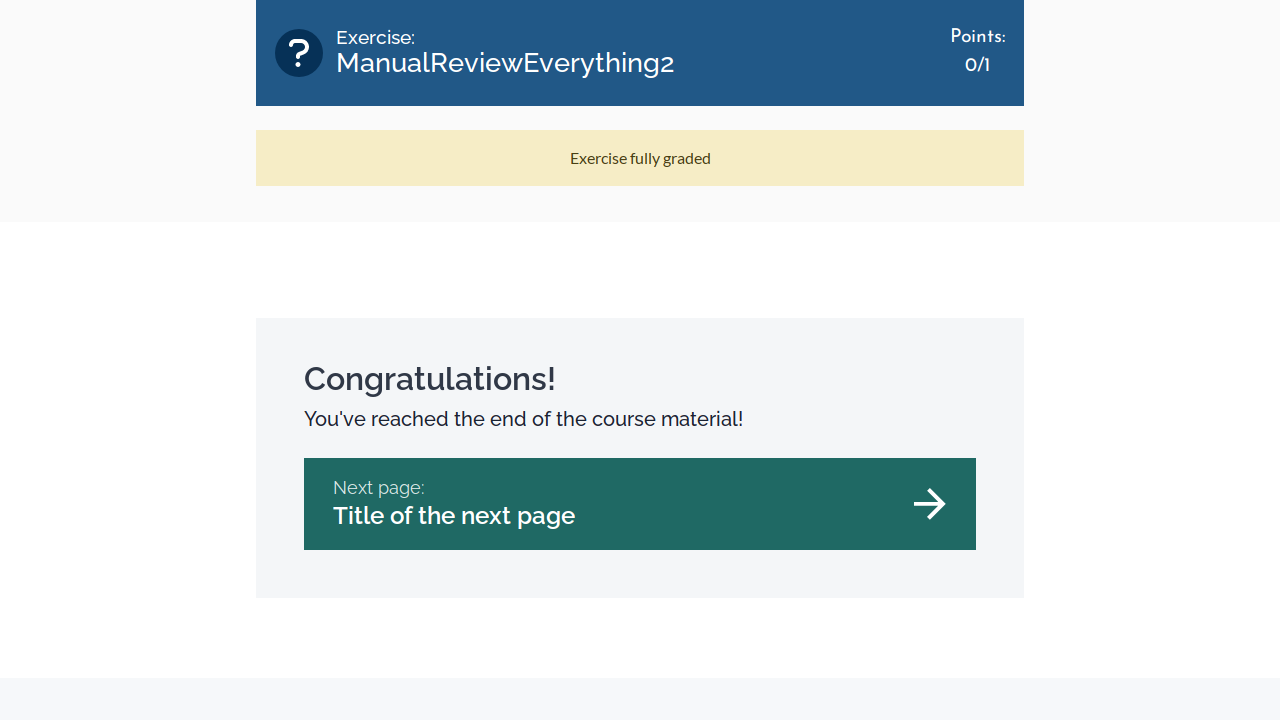 Exercise:
ManualReviewEverything2
Points:
0/1
Exercise fully graded
Congratulations!
You've reached the end of the course material!
Next page:
Title of the next page